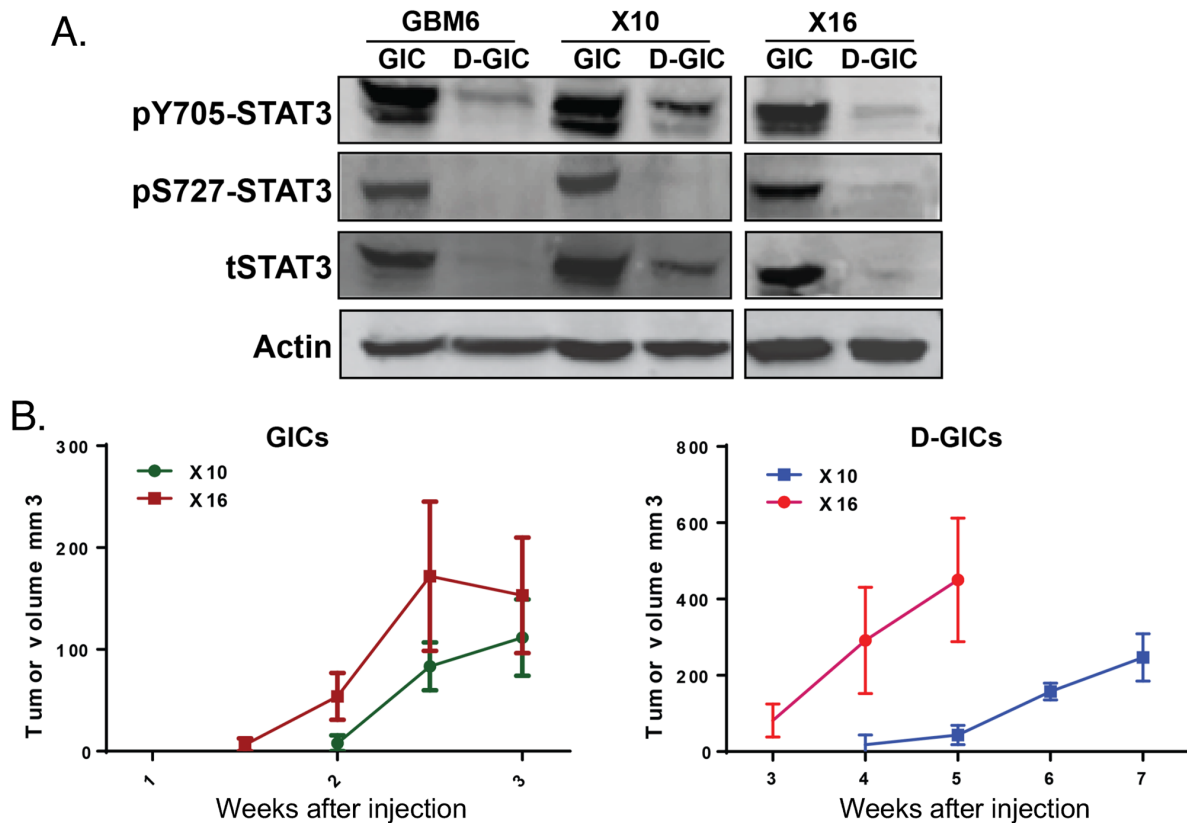 A.
GBM6 X10 X16
GIC D-GIC GIC D-GIC GIC D-GIC
pY705-STAT3
pS727-STAT3
tSTAT3
Actin
B.
GICs
X 10
X 16
Tumor volume mm3
300
200
100
0
1 2 3
Weeks after injection
D-GICs
X 10
X 16
Tumor volume mm3
800
600
400
200
0
3 4 5 6 7
Weeks after injection